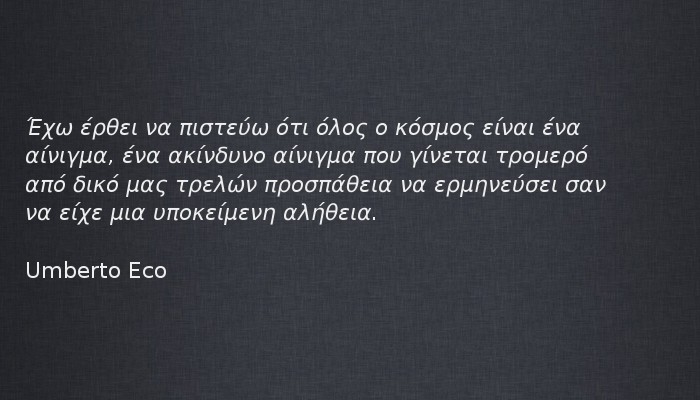 Έχω έρθει να πιστεύω ότι όλος ο κόσμος είναι ένα
αίνιγμα, ένα ακίνδυνο αίνιγμα που γίνεται τρομερό
από δικό μας τρελών προσπάθεια να ερμηνεύσει σαν
να είχε μια υποκείμενη αλήθεια.
Umberto Eco